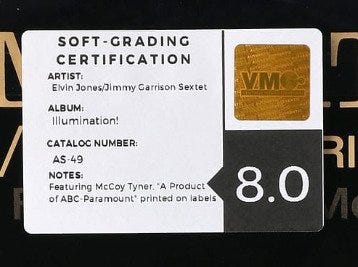 SOFT-GRADING
CERTIFICATION
ARTIST:
Elvin Jones/Jimmy Garrison Sextet
ALBUM:
Illumination!
CATALOG NUMBER:
AS-49
NOTES:
Featuring McCoy Tyner. "A Product
of ABC-Paramount" printed on labels
VMG
8.0